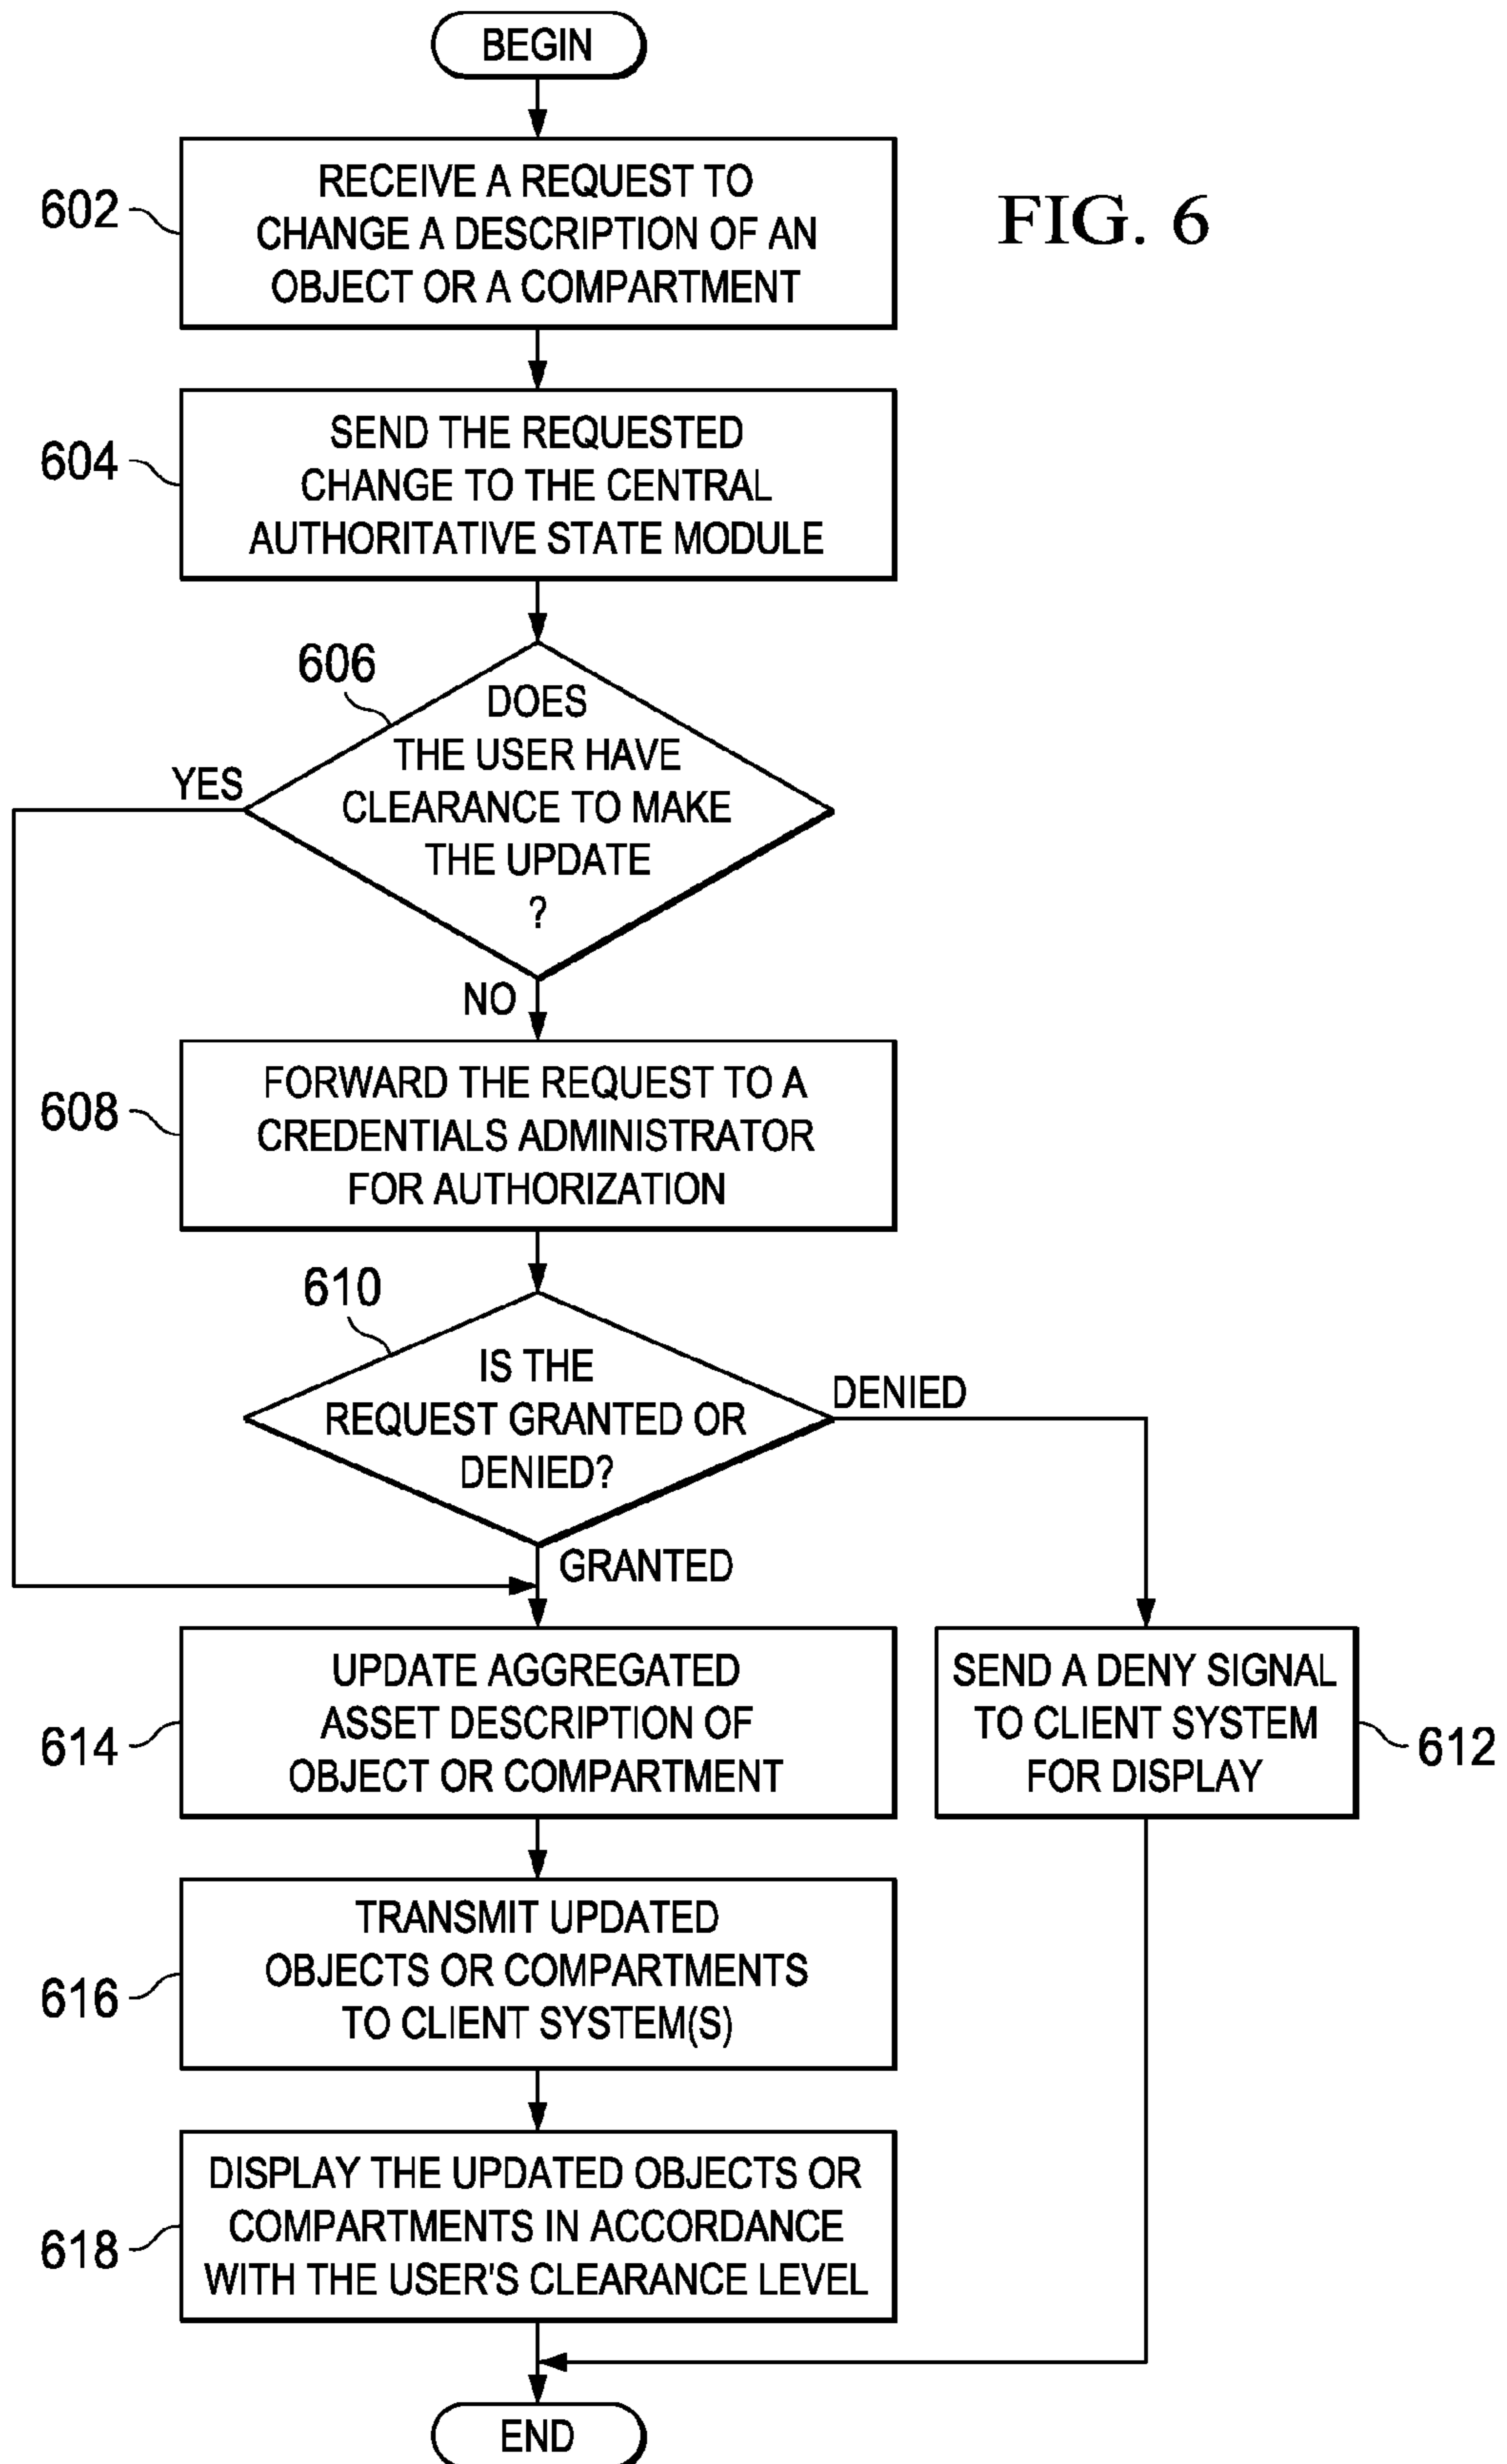 BEGIN
FIG. 6
602
RECEIVE A REQUEST TO
CHANGE A DESCRIPTION OF AN
OBJECT OR A COMPARTMENT
604
SEND THE REQUESTED
CHANGE TO THE CENTRAL
AUTHORITATIVE STATE MODULE
606
DOES
THE USER HAVE
CLEARANCE TO MAKE
THE UPDATE
?
YES
NO
608
FORWARD THE REQUEST TO A
CREDENTIALS ADMINISTRATOR
FOR AUTHORIZATION
610
IS THE
REQUEST GRANTED OR
DENIED?
DENIED
GRANTED
614
UPDATE AGGREGATED
ASSET DESCRIPTION OF
OBJECT OR COMPARTMENT
SEND A DENY SIGNAL
TO CLIENT SYSTEM
FOR DISPLAY
612
616
TRANSMIT UPDATED
OBJECTS OR COMPARTMENTS
TO CLIENT SYSTEM(S)
618
DISPLAY THE UPDATED OBJECTS OR
COMPARTMENTS IN ACCORDANCE
WITH THE USER'S CLEARANCE LEVEL
END